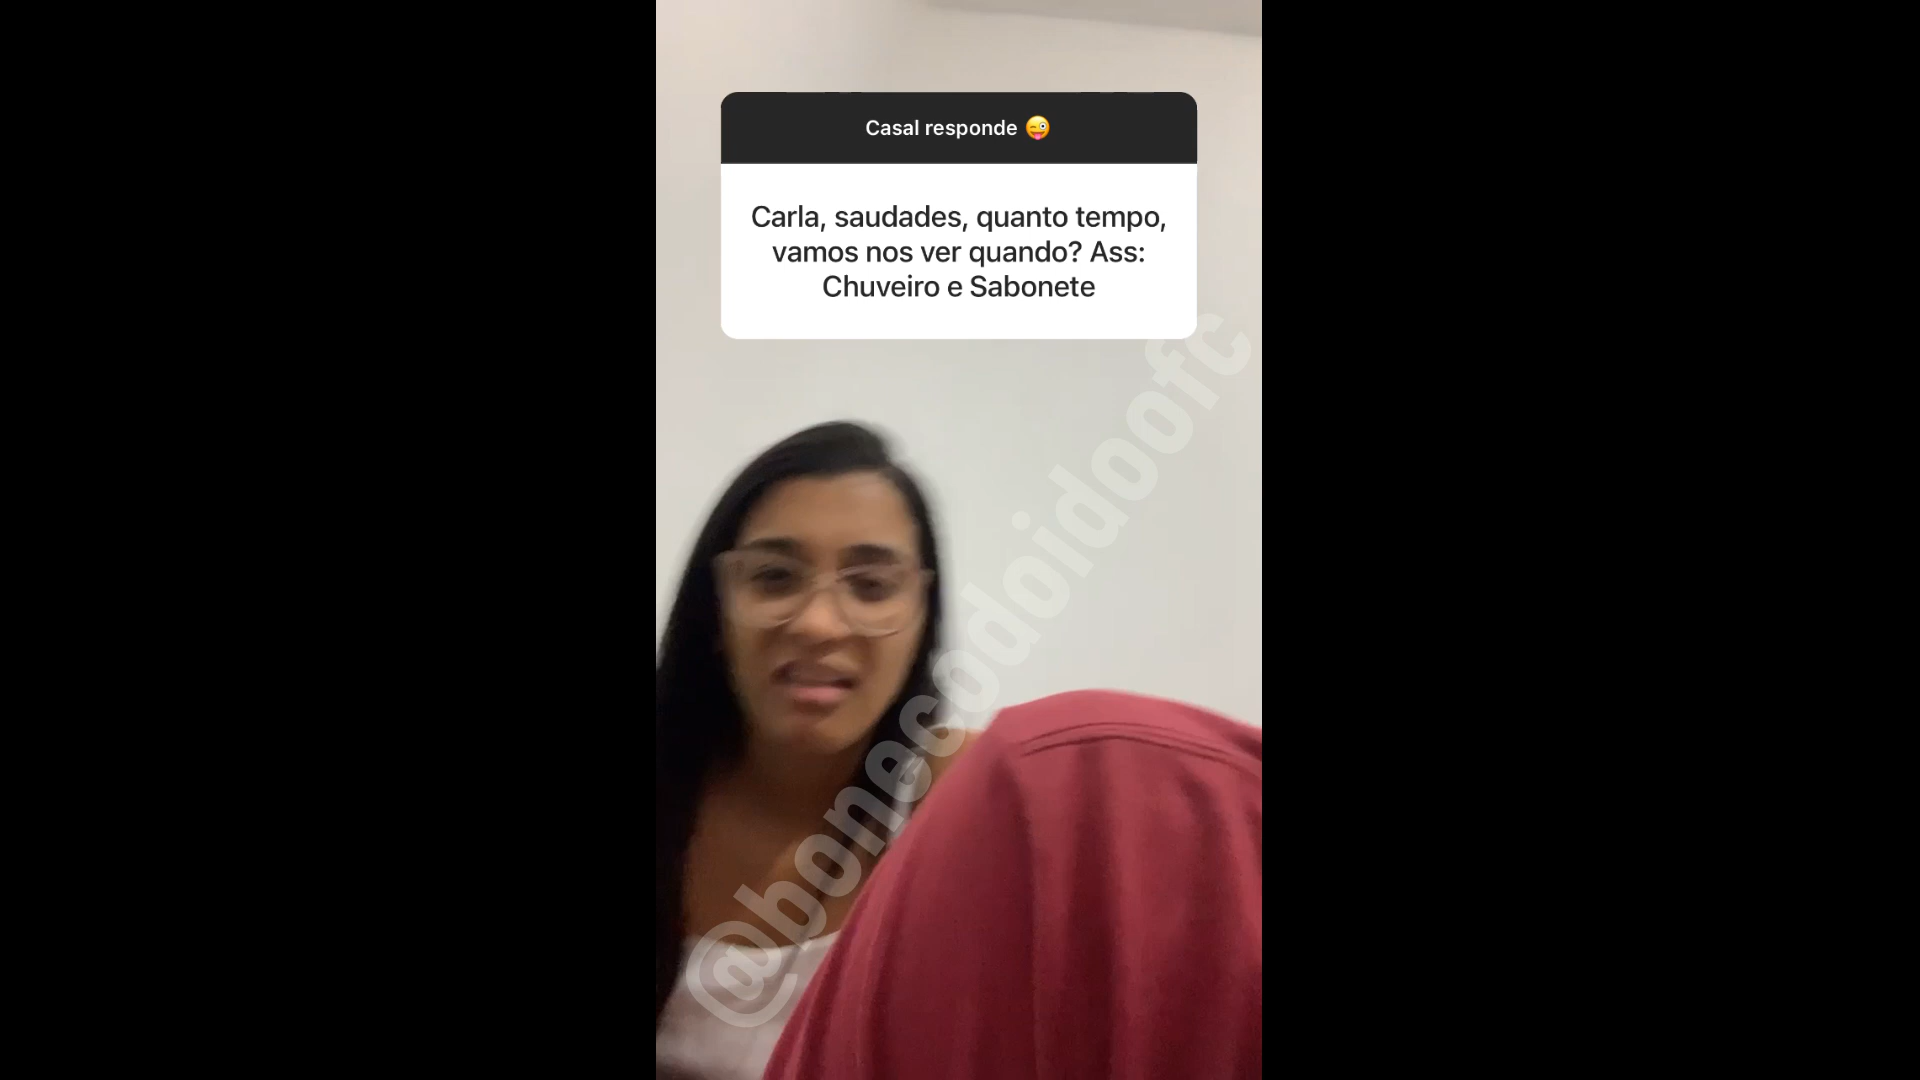 Casal responde 😜
Carla, saudades, quanto tempo,
vamos nos ver quando? Ass:
Chuveiro e Sabonete
@bonecodoidoofc